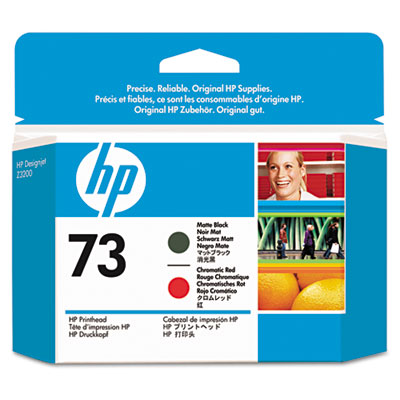 Precise. Reliable. Original HP Supplies.
Précis et fiables, ce sont les consommables d'origine HP.
Original HP Zubehör. Original gut.
HP Designjet
Z3200
hp
73
Matte Black
Noir Mat
Schwarz Matt
Negro Mate
マットブラック
消光黑
Chromatic Red
Rouge Chromatique
Chromatisches Rot
Rojo Cromático
クロムレッド
红
HP Printhead
Tête d'impression HP
HP Druckkopf
Cabezal de impresión HP
HP プリントヘッド
HP 打印头